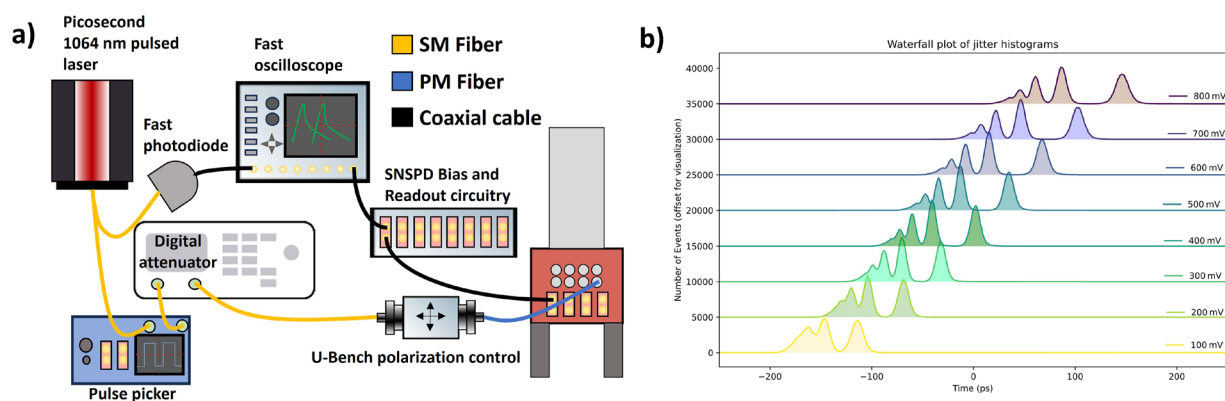 a)
Picosecond
1064 nm pulsed
laser
Fast
photodiode
Fast
oscilloscope
SM Fiber
PM Fiber
Coaxial cable
SNSPD Bias and
Readout circuitry
Digital
attenuator
U-Bench polarization control
Pulse picker
b)
Waterfall plot of jitter histograms
Number of Events (offset for visualization)
40000
35000
30000
25000
20000
15000
10000
5000
0
800 mV
700 mV
600 mV
500 mV
400 mV
300 mV
200 mV
100 mV
−200
−100
0
100
200
Time (ps)